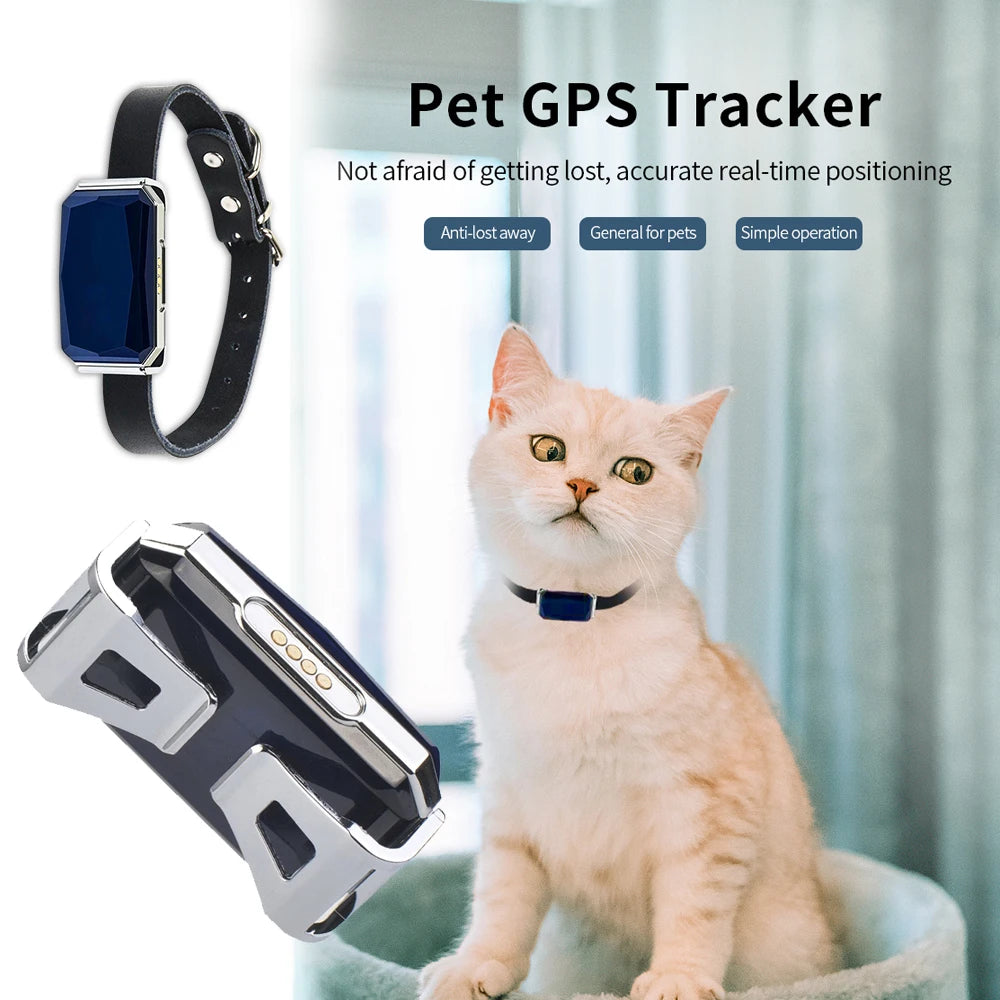 Pet GPS Tracker
Not afraid of getting lost, accurate real-time positioning
Anti-lost away
General for pets
Simple operation